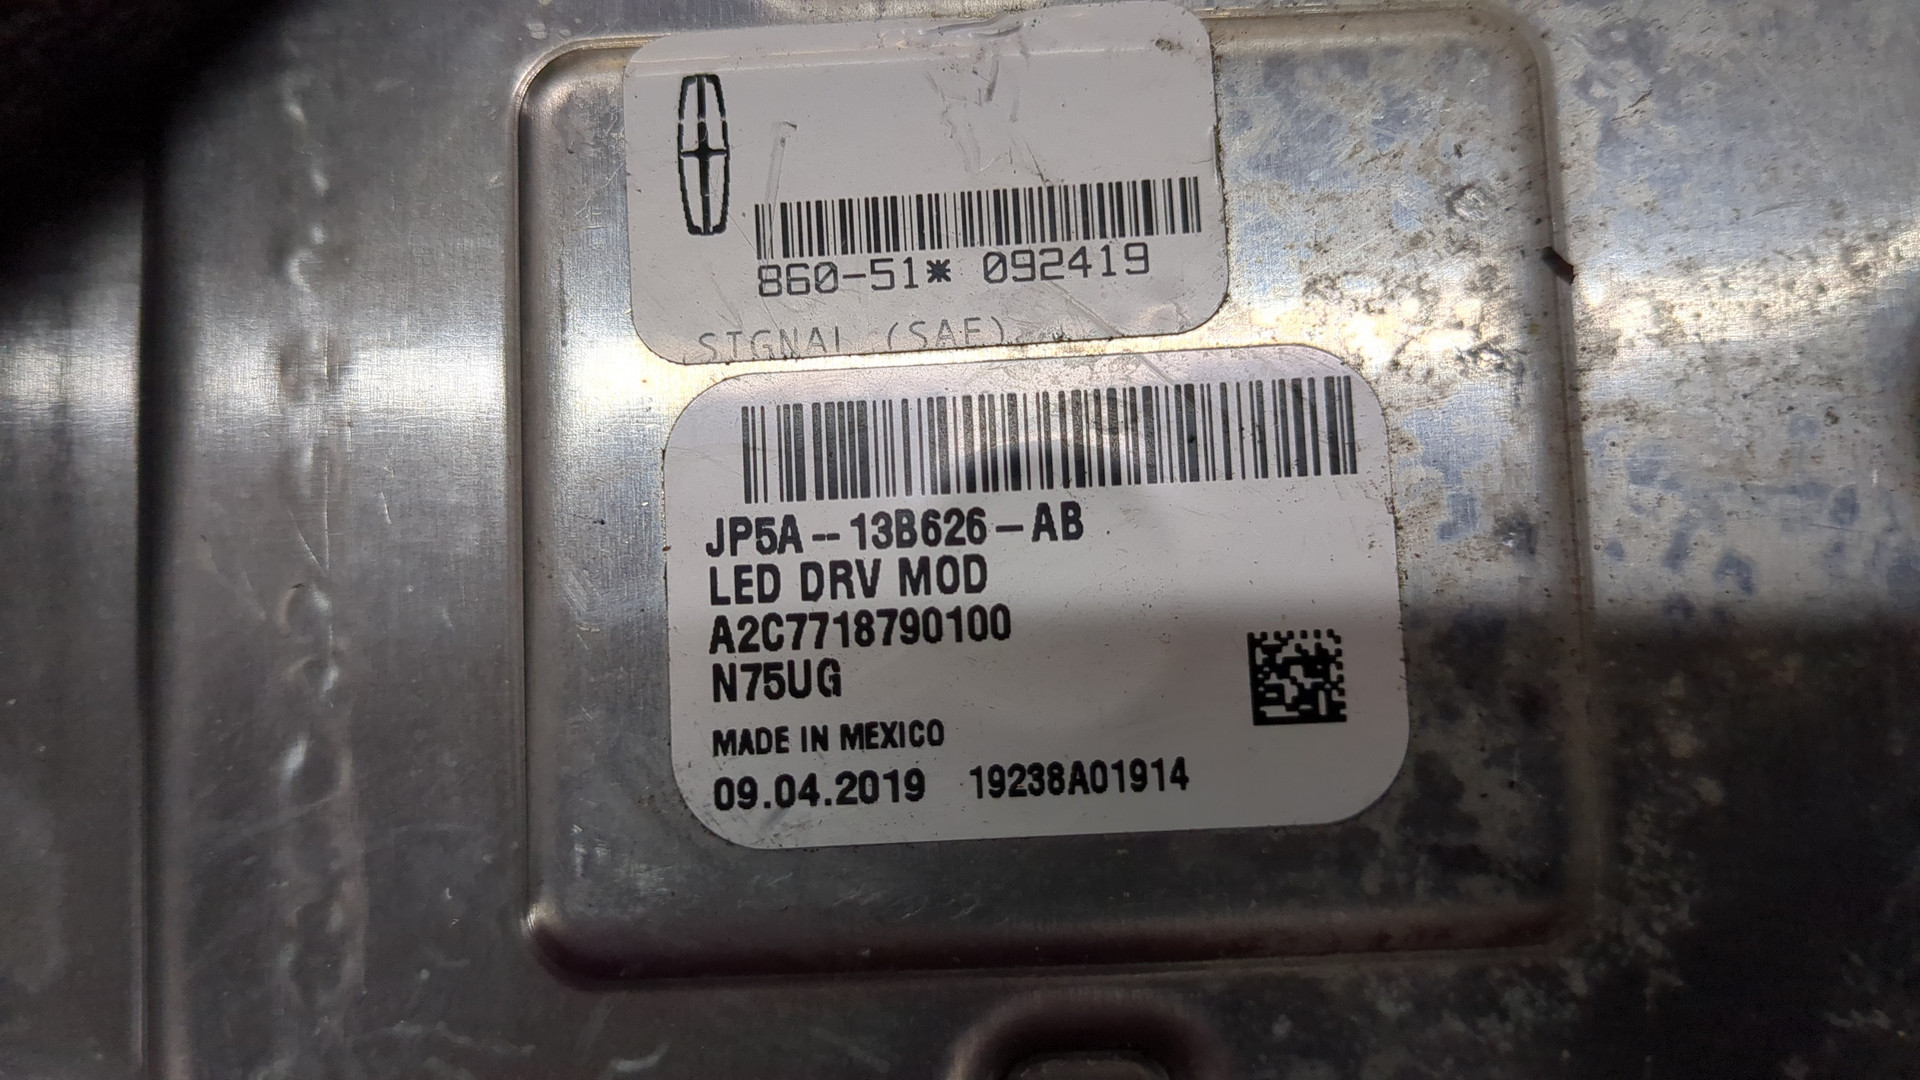 860-51* 092419
SIGNAL (SAE)
JP5A--13B626-AB
LED DRV MOD
A2C7718790100
N75UG
MADE IN MEXICO
09.04.2019 19238A01914